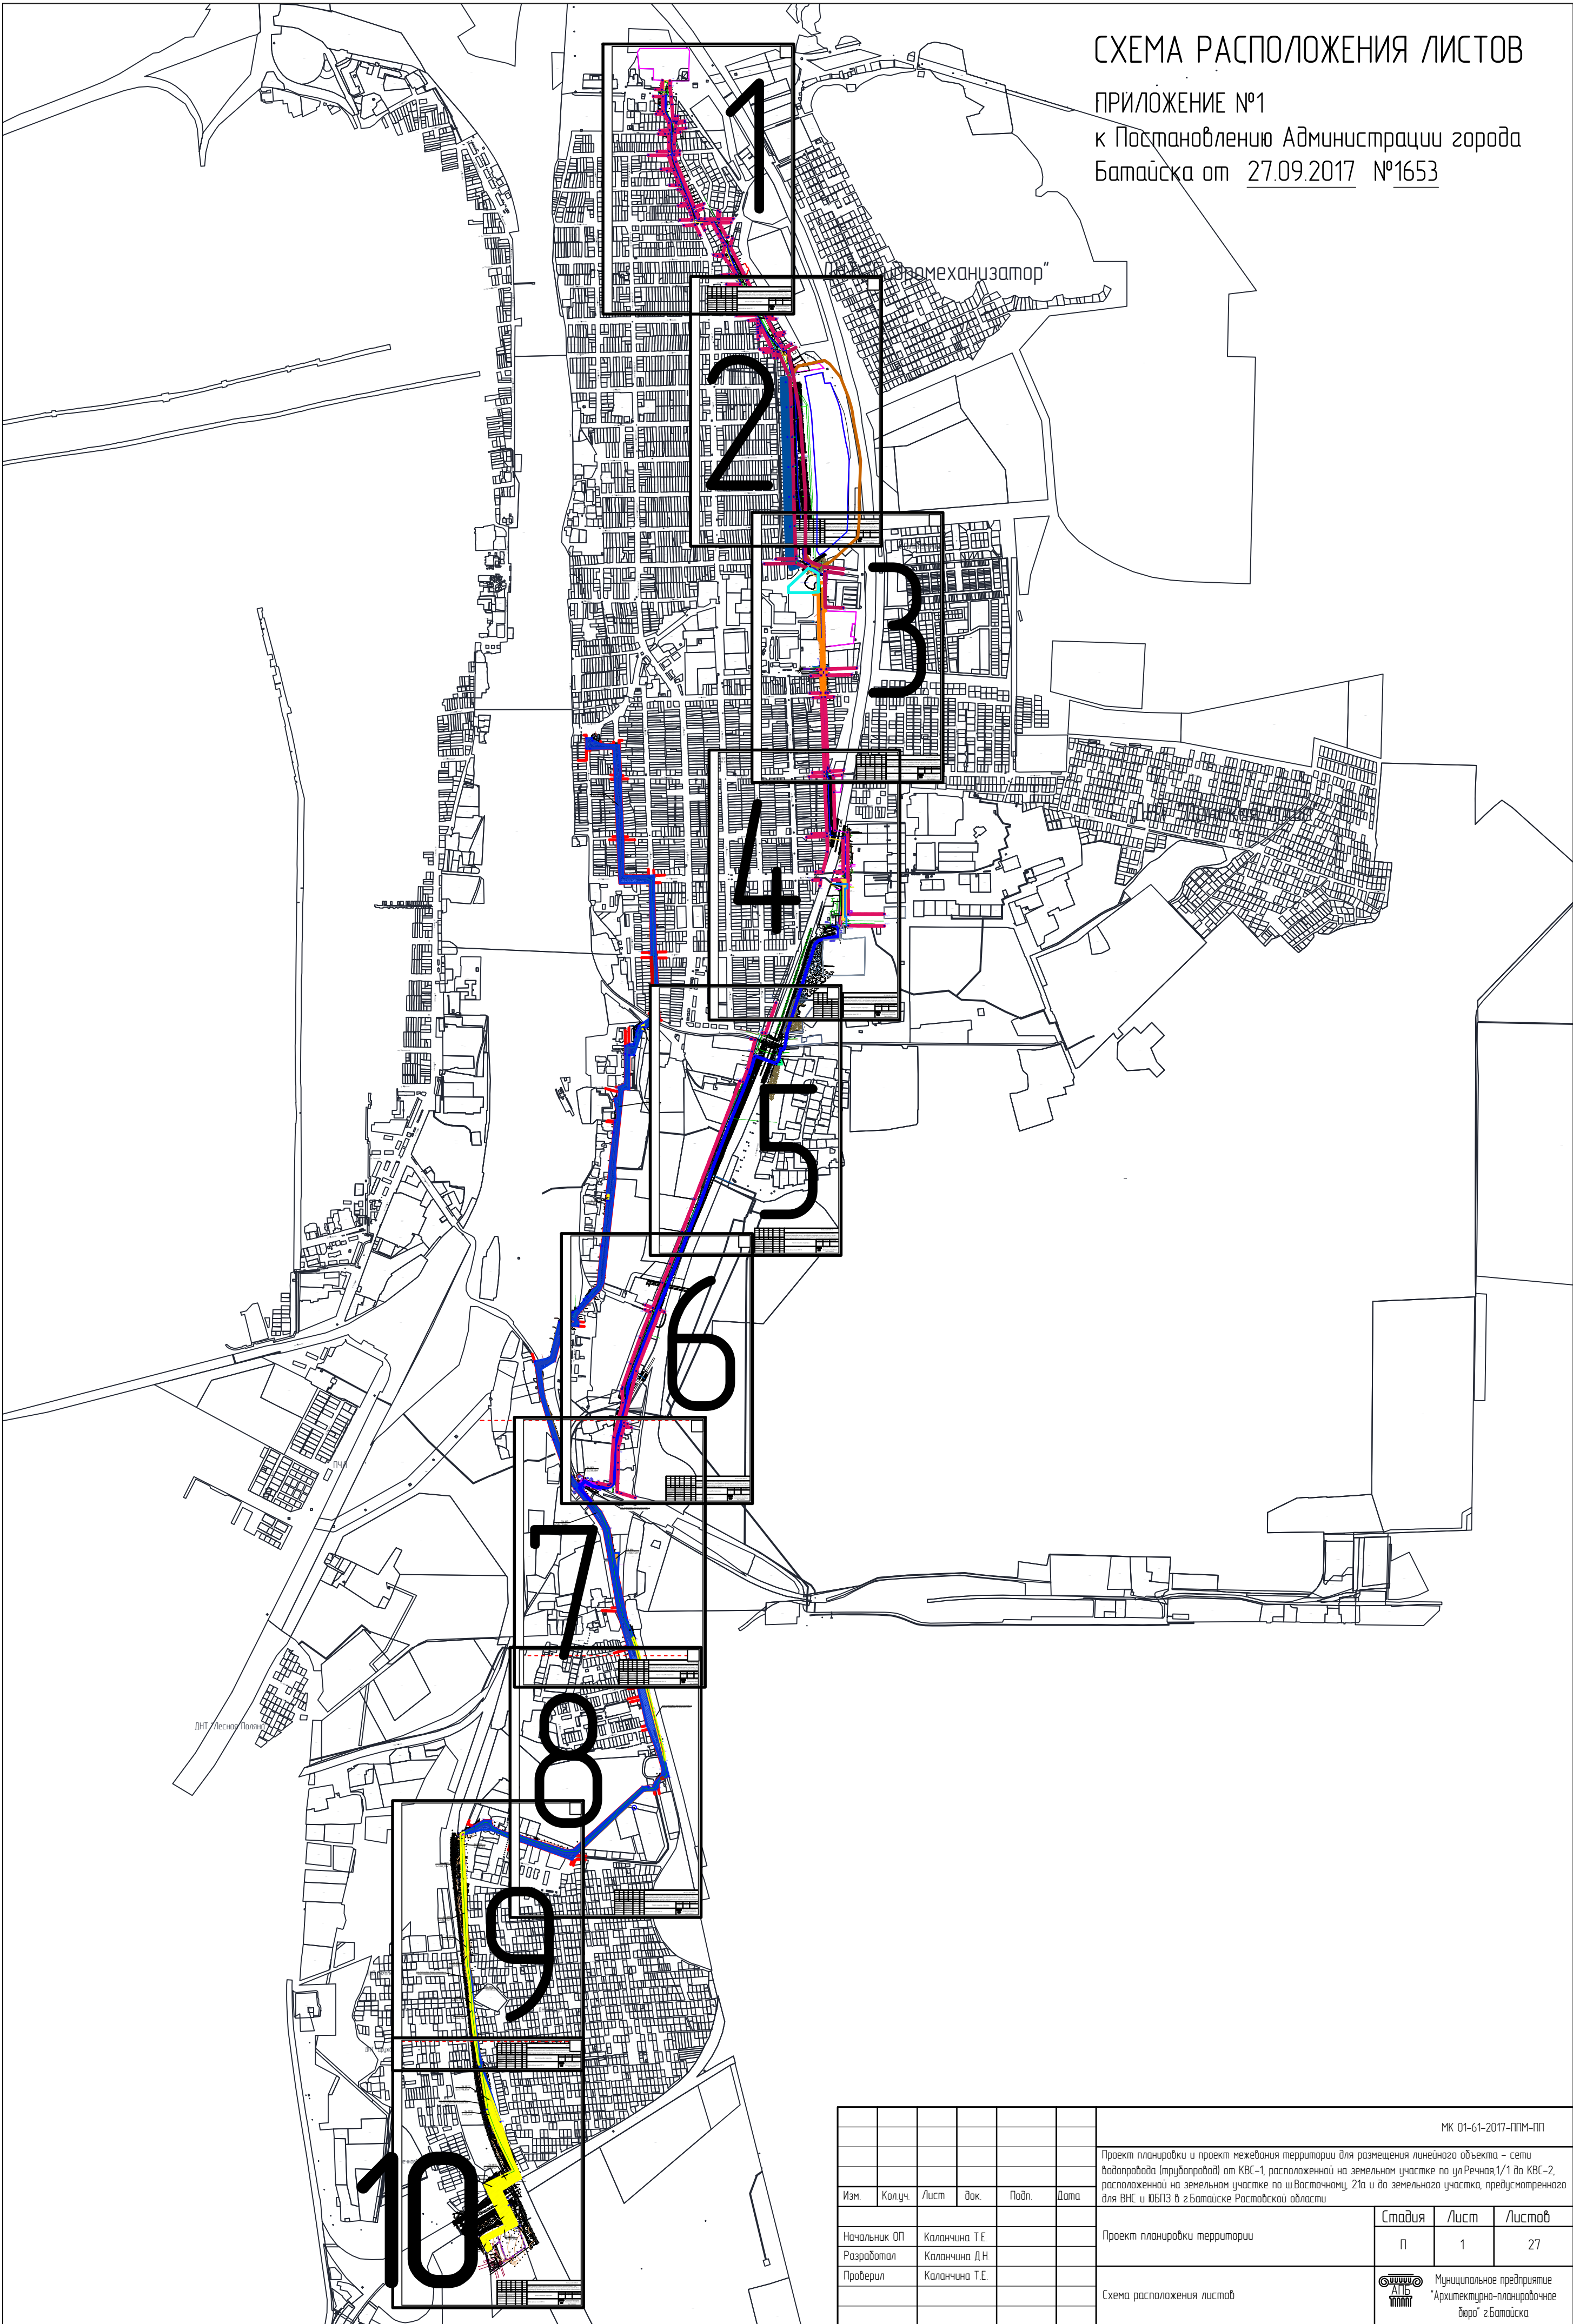 СХЕМА РАСПОЛОЖЕНИЯ ЛИСТОВ
ПРИЛОЖЕНИЕ №1
к Постановлению Администрации города
Батайска от 27.09.2017 №1653
1
2
3
4
5
6
7
8
9
10
ДНТ "Лесная Поляна"
МК 01-61-2017-ППМ-ПП
Проект планировки и проект межевания территории для размещения линейного объекта – сети
водопровода (трубопровод) от КВС-1, расположенной на земельном участке по ул.Речная,1/1 до КВС-2,
расположенной на земельном участке по ш.Восточному, 21а и до земельного участка, предусмотренного
для ВНС и ЮБПЗ в г.Батайске Ростовской области
Изм. Кол.уч. Лист док. Подп. Дата
Начальник ОП Каланчина Т.Е.
Разработал Каланчина Д.Н.
Проверил Каланчина Т.Е.
Проект планировки территории
Стадия Лист Листов
П 1 27
Схема расположения листов
АПБ
Муниципальное предприятие
"Архитектурно-планировочное
бюро" г.Батайска